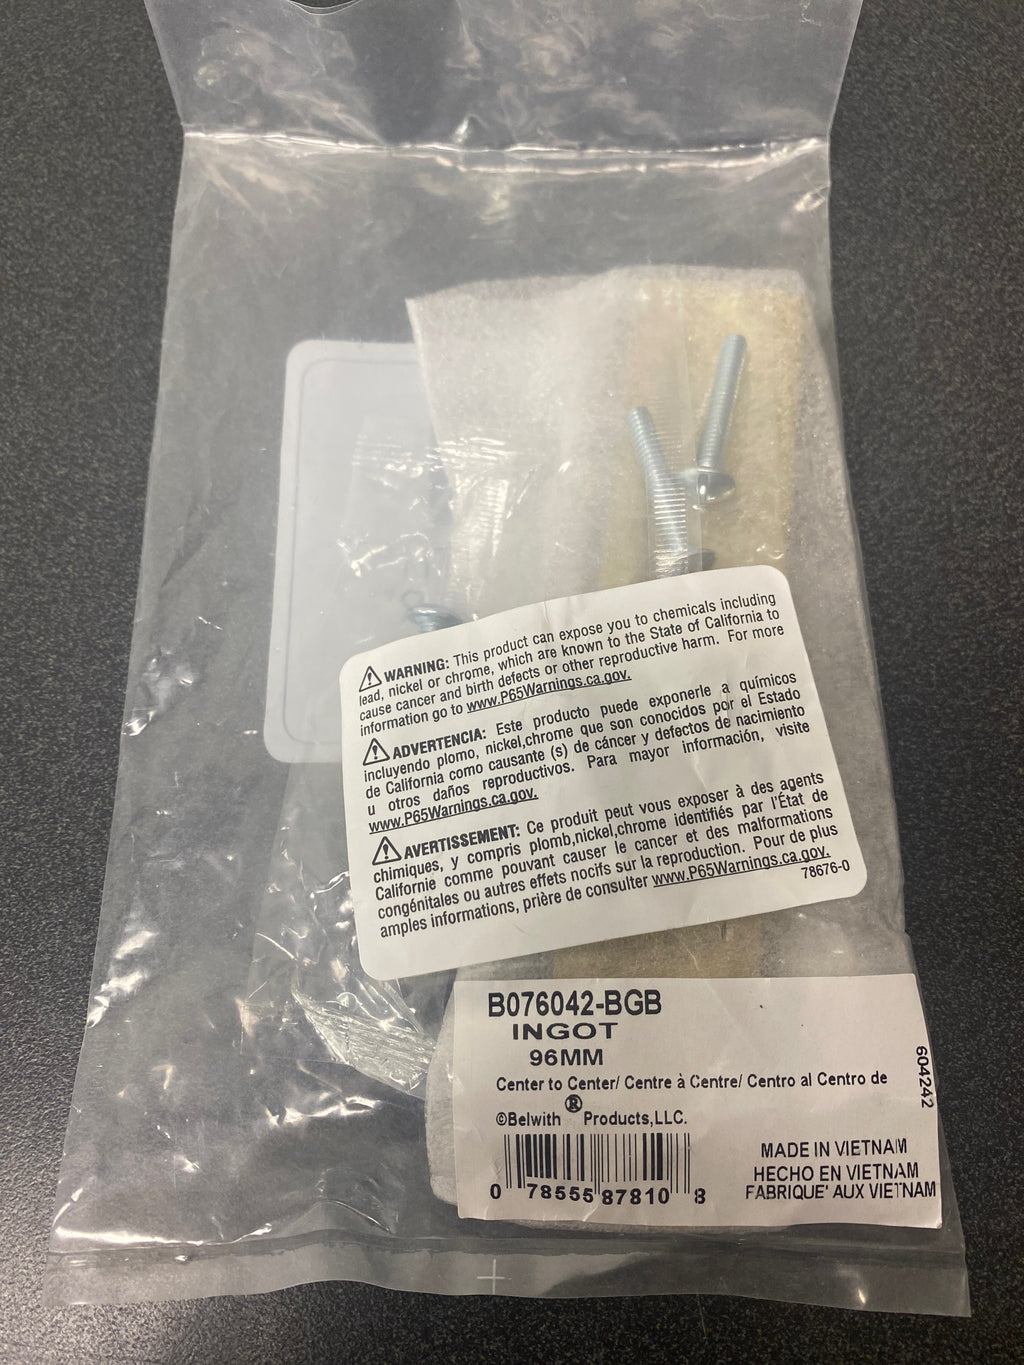 ⚠ WARNING: This product can expose you to chemicals including
lead, nickel or chrome, which are known to the State of California to
cause cancer and birth defects or other reproductive harm. For more
information go to www.P65Warnings.ca.gov.
⚠ ADVERTENCIA: Este producto puede exponerle a químicos
incluyendo plomo, nickel,chrome que son conocidos por el Estado
de California como causante (s) de cáncer y defectos de nacimiento
u otros daños reproductivos. Para mayor información, visite
www.P65Warnings.ca.gov.
⚠ AVERTISSEMENT: Ce produit peut vous exposer à des agents
chimiques, y compris plomb,nickel,chrome identifiés par l'État de
Californie comme pouvant causer le cancer et des malformations
congénitales ou autres effets nocifs sur la reproduction. Pour de plus
amples informations, prière de consulter www.P65Warnings.ca.gov.
78676-0
B076042-BGB
INGOT
96MM
Center to Center/ Centre à Centre/ Centro al Centro de
©Belwith ® Products,LLC.
0 78555 87810 8
MADE IN VIETNAM
HECHO EN VIETNAM
FABRIQUE' AUX VIETNAM
604242